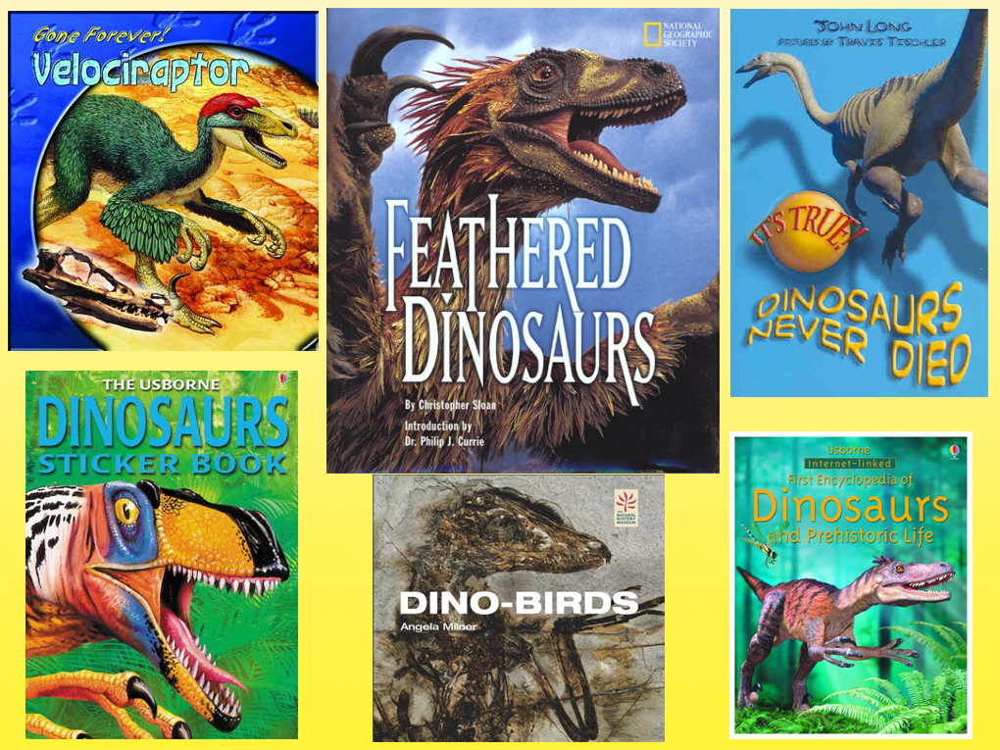 Gone Forever!
Velociraptor
NATIONAL
GEOGRAPHIC
SOCIETY
FEATHERED
DINOSAURS
By Christopher Sloan
Introduction by
Dr. Philip J. Currie
JOHN LONG
PICTURES BY TRAVIS TISCHLER
IT'S TRUE!
DINOSAURS
NEVER DIED
THE USBORNE
DINOSAURS
STICKER BOOK
THE
NATURAL
HISTORY
MUSEUM
DINO-BIRDS
Angela Milner
Usborne
Internet-linked
First Encyclopedia of
Dinosaurs
and Prehistoric Life